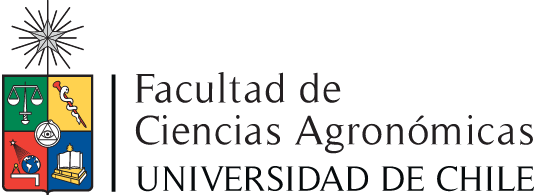 Facultad de
Ciencias Agronómicas
UNIVERSIDAD DE CHILE